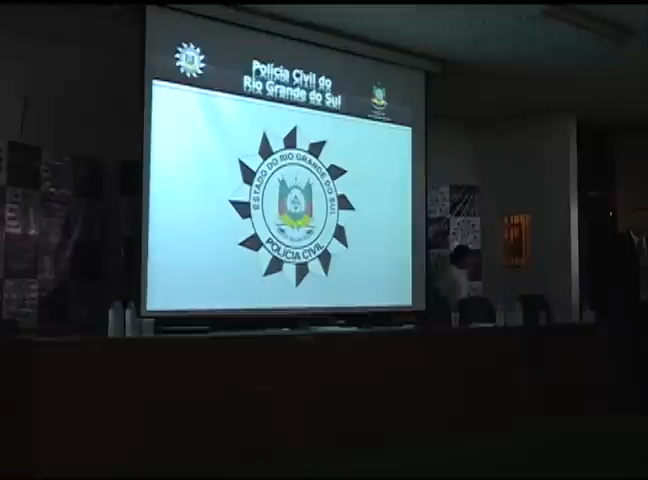 Polícia Civil do
Rio Grande do Sul
ESTADO DO RIO GRANDE DO SUL
POLÍCIA CIVIL